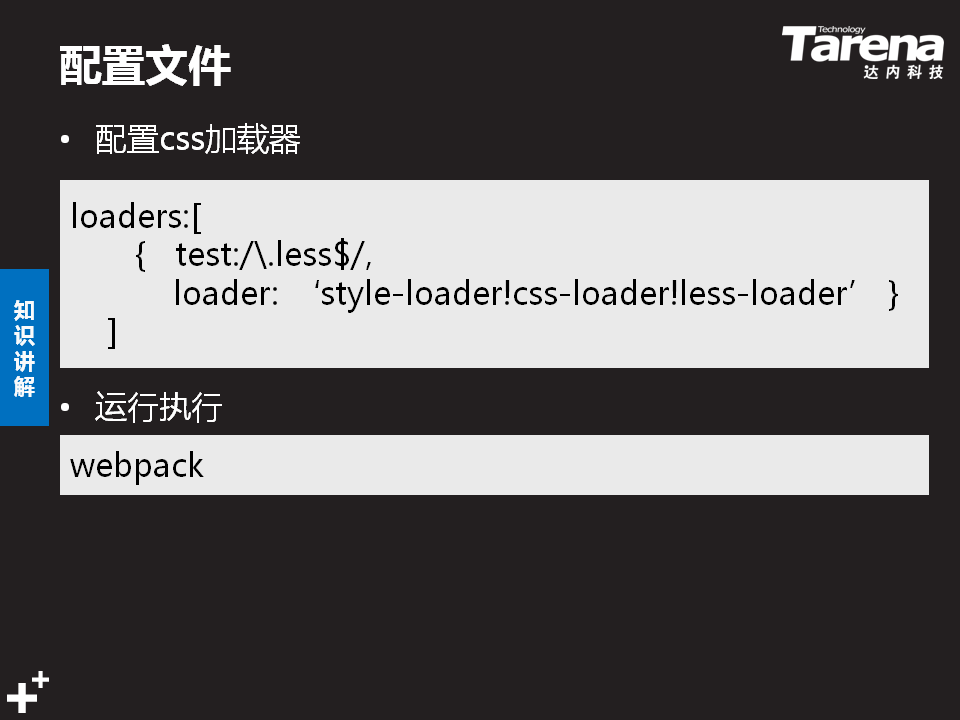 配置文件
Technology
Tarena
达内科技
• 配置css加载器
loaders:[
{ test:/\.less$/,
loader: ‘style-loader!css-loader!less-loader’ }
]
知识讲解
• 运行执行
webpack